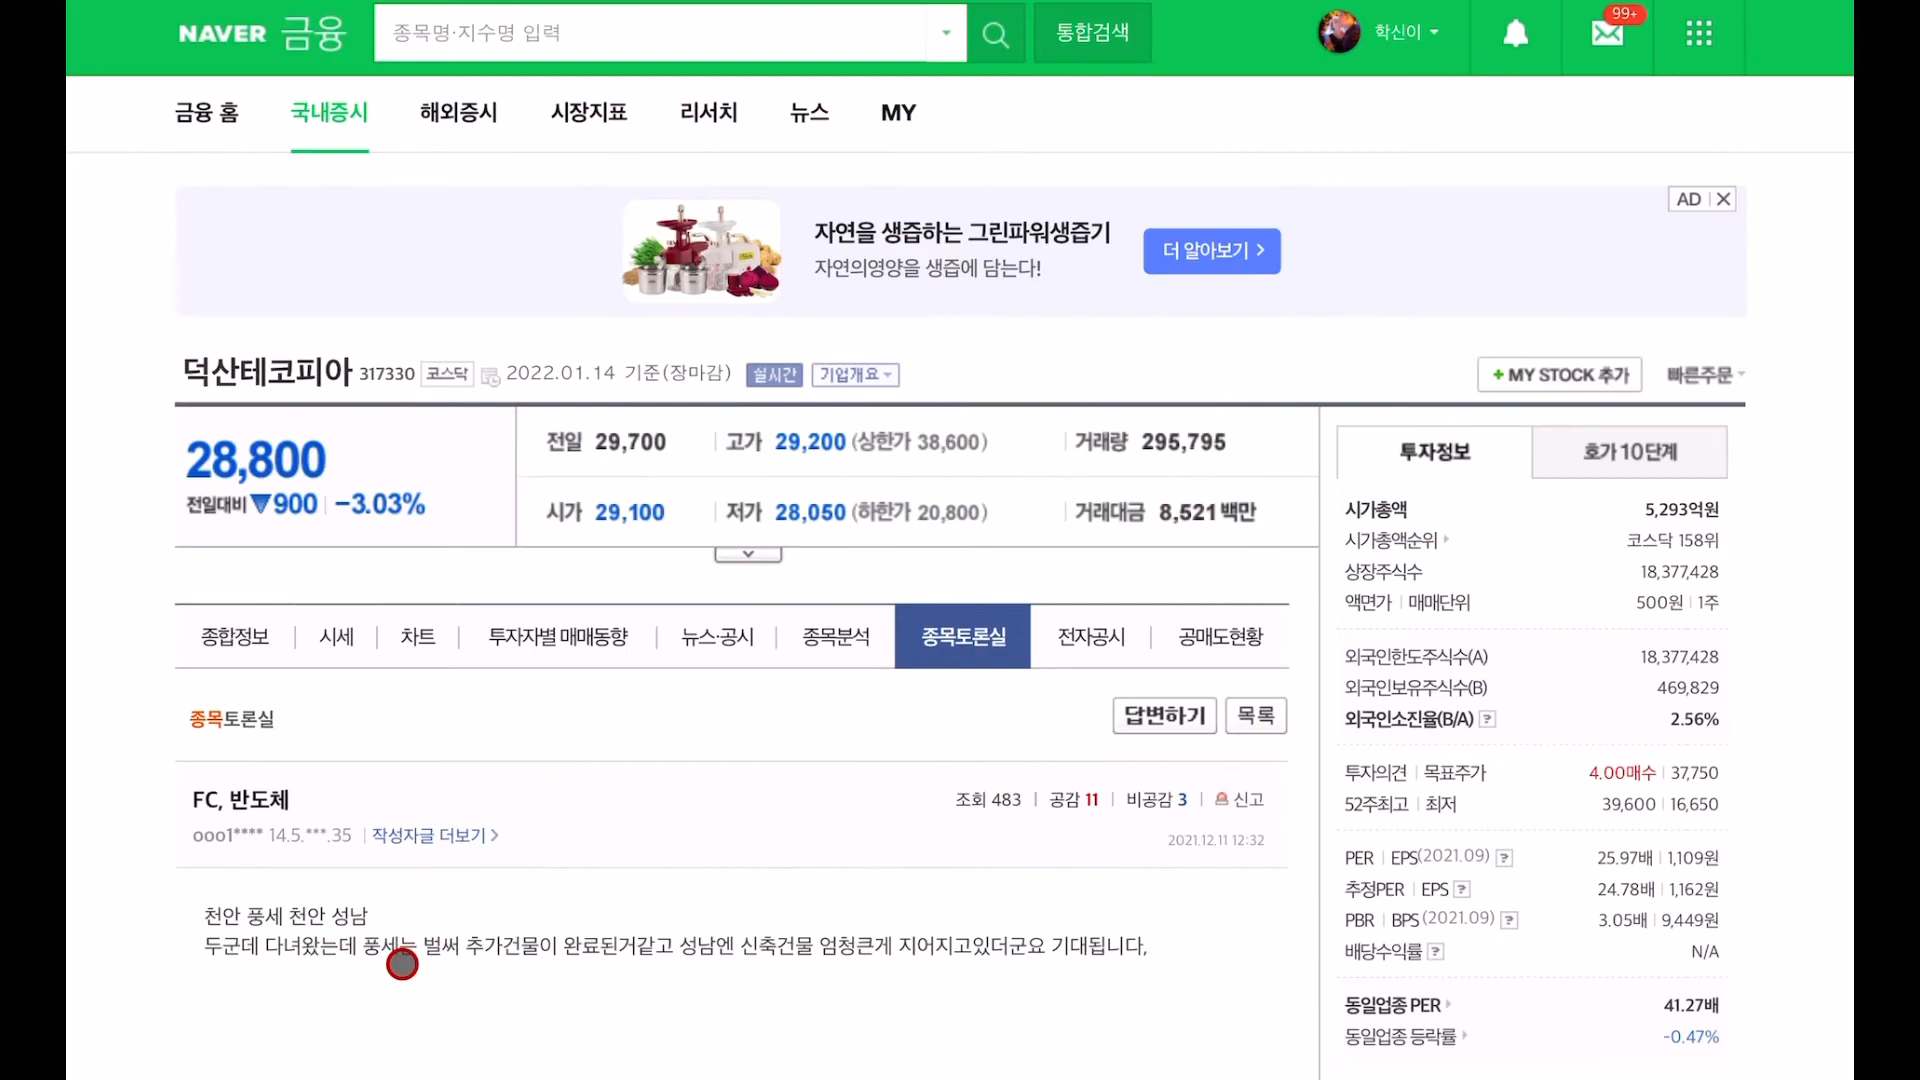 NAVER 금융
종목명·지수명 입력
통합검색
학신이
99+
금융 홈 국내증시 해외증시 시장지표 리서치 뉴스 MY
자연을 생즙하는 그린파워생즙기
자연의영양을 생즙에 담는다!
더 알아보기 >
AD X
덕산테코피아 317330 코스닥 2022.01.14 기준(장마감) 실시간 기업개요
+ MY STOCK 추가 빠른주문
28,800
전일대비 ▼900 | -3.03%
전일 29,700 | 고가 29,200 (상한가 38,600) | 거래량 295,795
시가 29,100 | 저가 28,050 (하한가 20,800) | 거래대금 8,521 백만
종합정보 | 시세 | 차트 | 투자자별 매매동향 | 뉴스·공시 | 종목분석 종목토론실 전자공시 | 공매도현황
종목토론실
답변하기 목록
FC, 반도체
조회 483 | 공감 11 | 비공감 3 | 신고
ooo1**** 14.5.***.35 | 작성자글 더보기 >
2021.12.11 12:32
천안 풍세 천안 성남
두군데 다녀왔는데 풍세는 벌써 추가건물이 완료된거같고 성남엔 신축건물 엄청큰게 지어지고있더군요 기대됩니다,
투자정보 호가 10단계
시가총액 5,293억원
시가총액순위 코스닥 158위
상장주식수 18,377,428
액면가 | 매매단위 500원 | 1주
외국인한도주식수(A) 18,377,428
외국인보유주식수(B) 469,829
외국인소진율(B/A) ? 2.56%
투자의견 | 목표주가 4.00매수 | 37,750
52주최고 | 최저 39,600 | 16,650
PER | EPS(2021.09) ? 25.97배 | 1,109원
추정PER | EPS ? 24.78배 | 1,162원
PBR | BPS (2021.09) ? 3.05배 | 9,449원
배당수익률 ? N/A
동일업종 PER 41.27배
동일업종 등락률 -0.47%